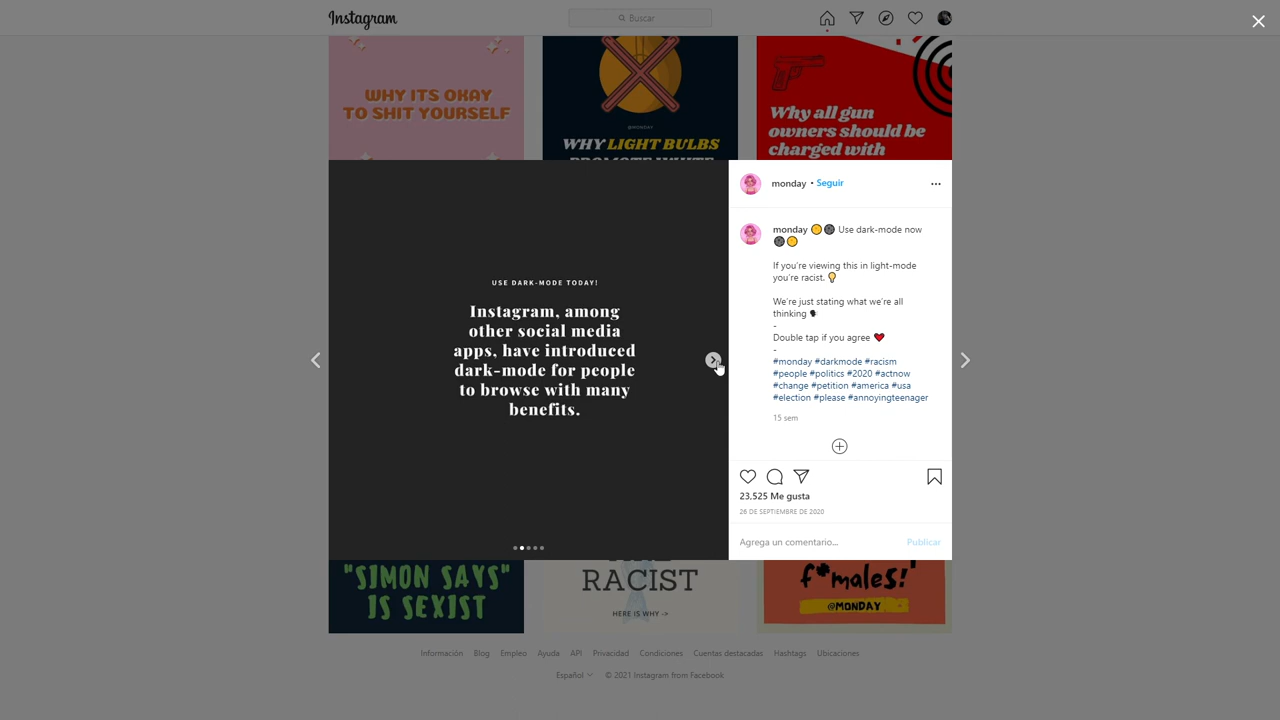 Instagram
Buscar
WHY ITS OKAY
TO SHIT YOURSELF
@MONDAY
WHY LIGHT BULBS
PROMOTE WHITE
Why all gun
owners should be
charged with
USE DARK-MODE TODAY!
Instagram, among
other social media
apps, have introduced
dark-mode for people
to browse with many
benefits.
monday • Seguir
monday Use dark-mode now
If you're viewing this in light-mode
you're racist.
We're just stating what we're all
thinking
-
Double tap if you agree
-
#monday #darkmode #racism
#people #politics #2020 #actnow
#change #petition #america #usa
#election #please #annoyingteenager
15 sem
23,525 Me gusta
26 DE SEPTIEMBRE DE 2020
Agrega un comentario...
Publicar
"SIMON SAYS"
IS SEXIST
RACIST
HERE IS WHY ->
f*males!"
@MONDAY
Información Blog Empleo Ayuda API Privacidad Condiciones Cuentas destacadas Hashtags Ubicaciones
Español © 2021 Instagram from Facebook